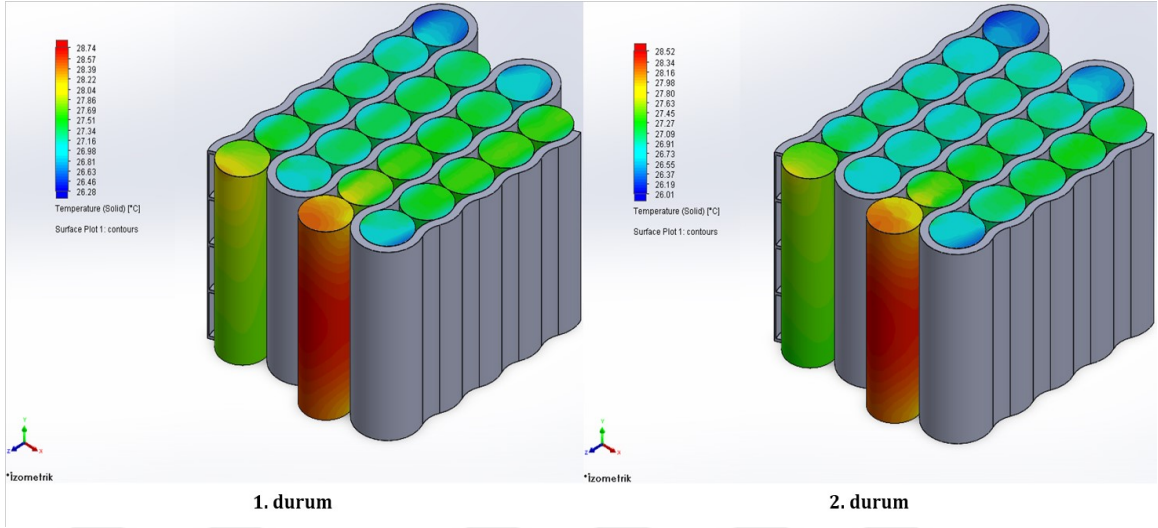 28.74
28.57
28.39
28.22
28.04
27.86
27.69
27.51
27.34
27.16
26.98
26.81
26.63
26.46
26.28
Temperature (Solid) [°C]
Surface Plot 1: contours
Y
Z
X
*İzometrik
1. durum
28.52
28.34
28.16
27.98
27.80
27.63
27.45
27.27
27.09
26.91
26.73
26.55
26.37
26.19
26.01
Temperature (Solid) [°C]
Surface Plot 1: contours
Y
Z
X
*İzometrik
2. durum